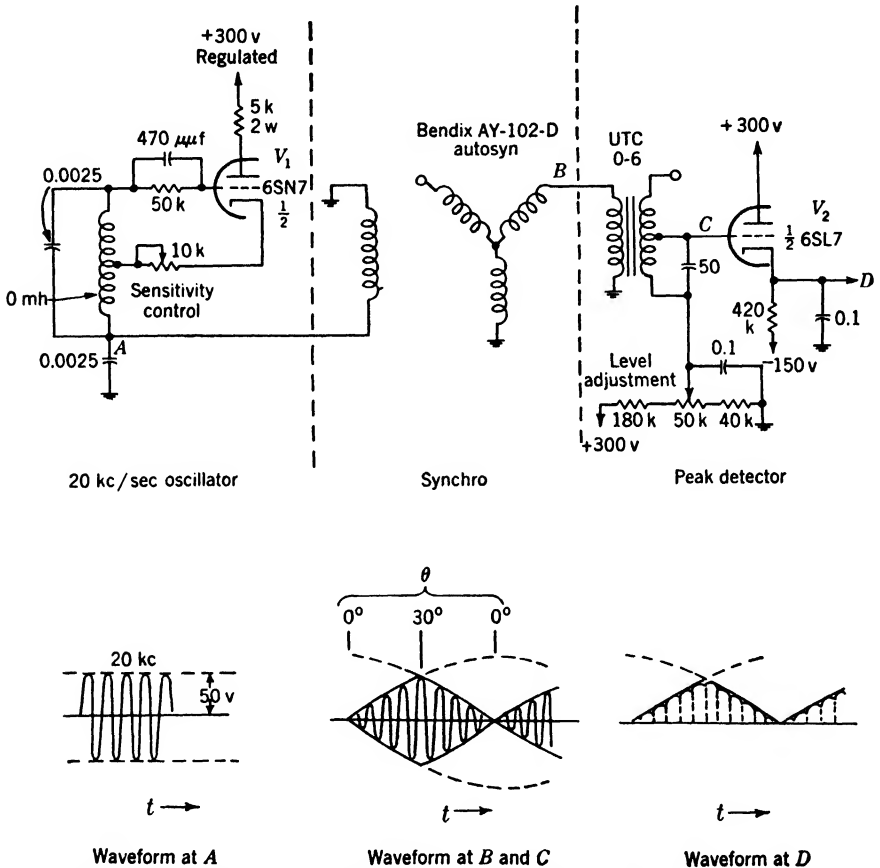 +300 v
Regulated
5 k
2 w
470 μμf
V1
0.0025
6SN7
50 k
1/2
10 k
0 mh
Sensitivity
control
A
0.0025
20 kc/sec oscillator
Bendix AY-102-D
autosyn
B
Synchro
UTC
0-6
+300 v
C
V2
1/2 6SL7
50
D
420
k
0.1
-150 v
0.1
Level
adjustment
180 k
50 k
40 k
+300 v
Peak detector
θ
0° 30° 0°
20 kc
50 v
t
t
t
Waveform at A
Waveform at B and C
Waveform at D